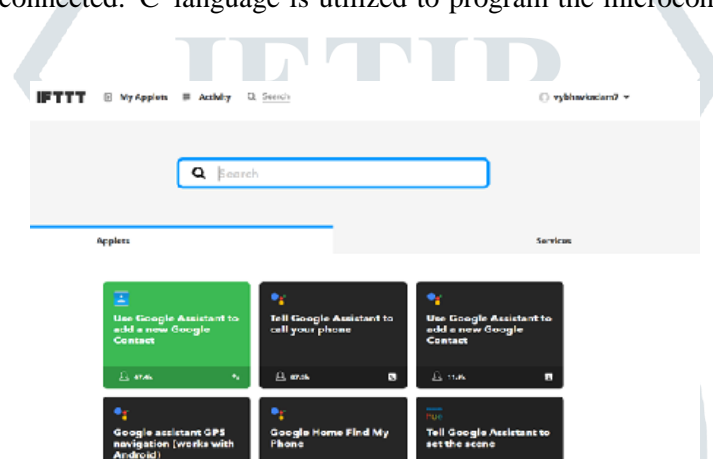 connected. 'C' language is utilized to program the microcon
JETIR
IFTTT My Applets Activity Search
Search
Applets Services
Use Google Assistant to
add a new Google
Contact
Tell Google Assistant to
call your phone
Use Google Assistant to
add a new Google
Contact
Google assistant GPS
navigation (works with
Android)
Google Home Find My
Phone
hue
Tell Google Assistant to
set the scene